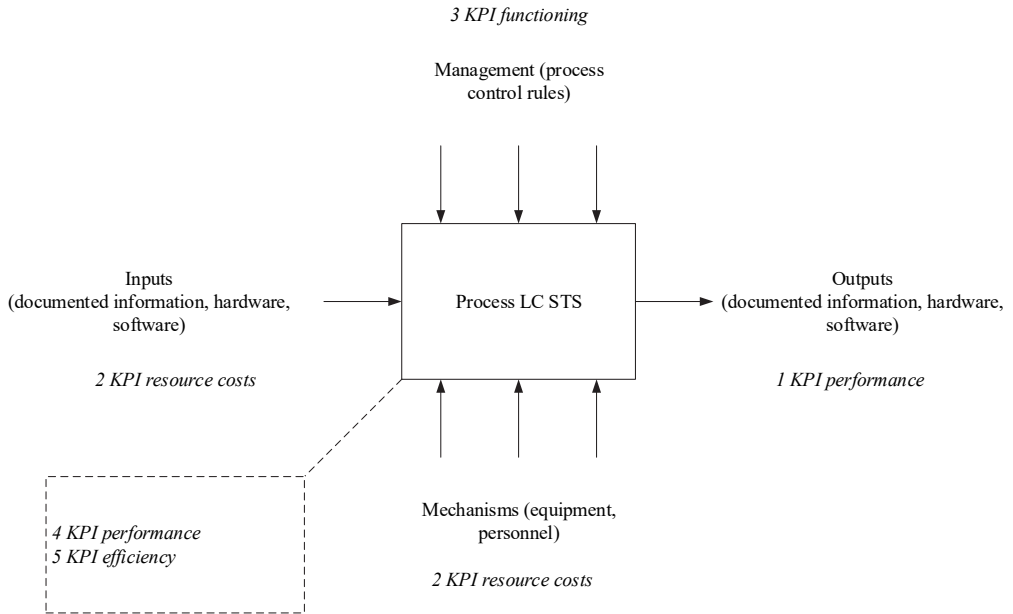 3 KPI functioning
Management (process
control rules)
Inputs
(documented information, hardware,
software)
2 KPI resource costs
Process LC STS
Outputs
(documented information, hardware,
software)
1 KPI performance
4 KPI performance
5 KPI efficiency
Mechanisms (equipment,
personnel)
2 KPI resource costs